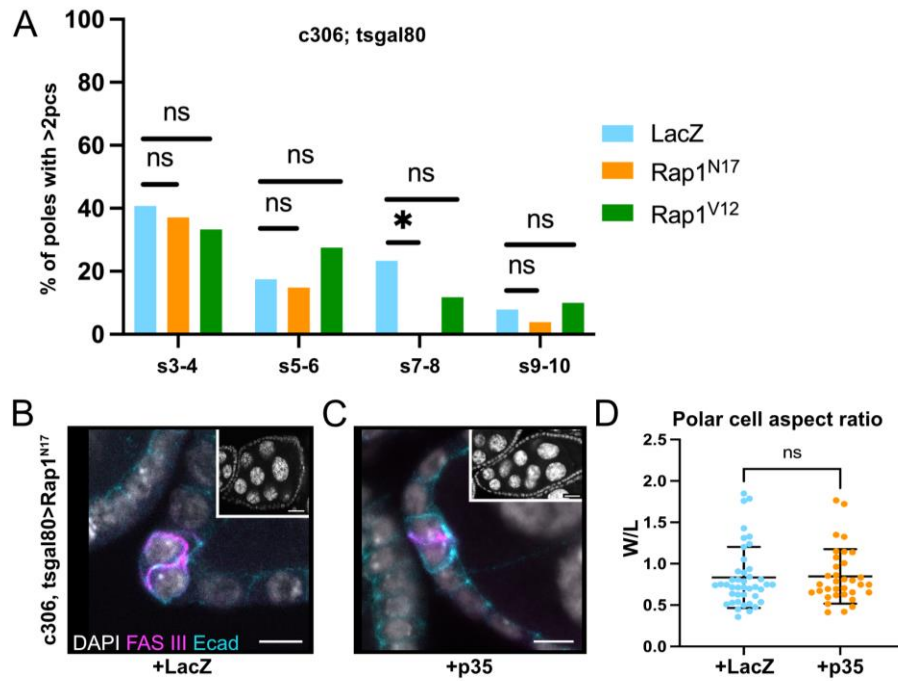 A
c306; tsgal80
% of poles with >2pcs
100
80
60
40
20
0
ns
ns
ns
ns
ns
*
ns
ns
s3-4
s5-6
s7-8
s9-10
LacZ
Rap1N17
Rap1V12
B
C
D
c306, tsgal80>Rap1N17
DAPI FAS III Ecad
+LacZ
+p35
Polar cell aspect ratio
ns
W/L
2.5
2.0
1.5
1.0
0.5
0.0
+LacZ
+p35